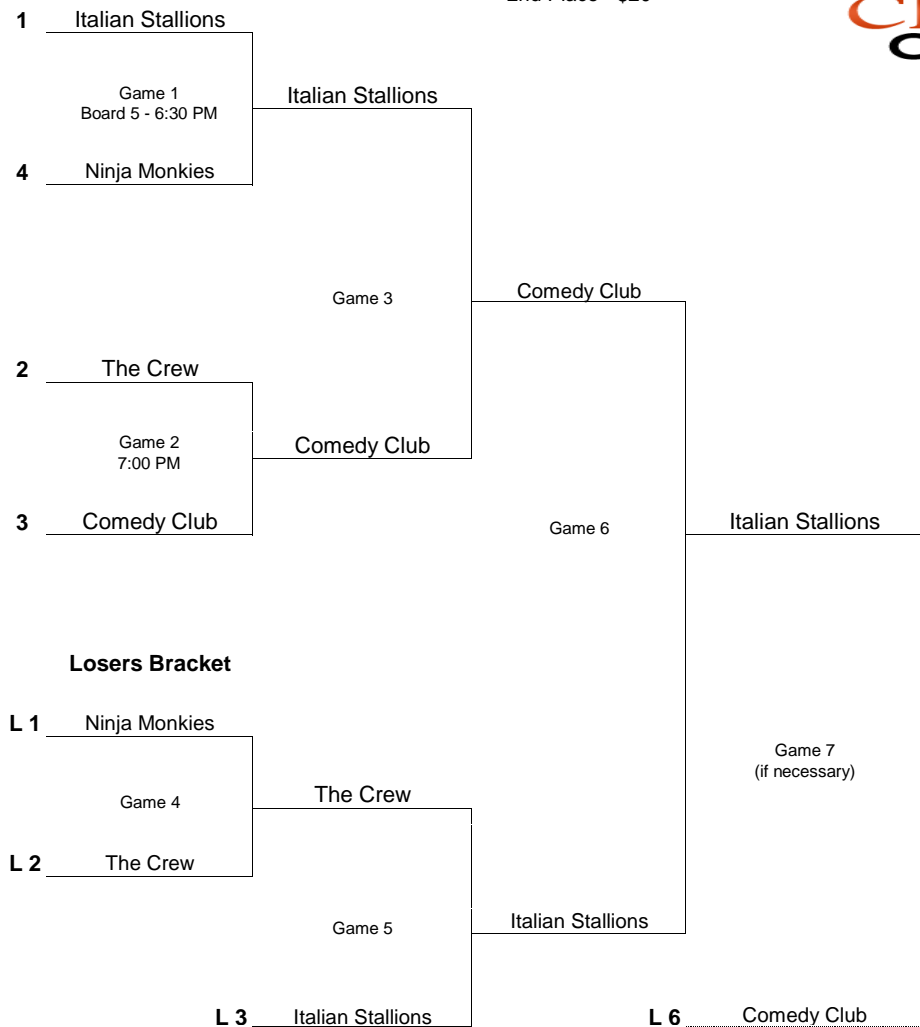 1 Italian Stallions
Game 1
Board 5 - 6:30 PM
Italian Stallions
4 Ninja Monkies
Game 3
Comedy Club
2 The Crew
Game 2
7:00 PM
Comedy Club
3 Comedy Club
Game 6
Italian Stallions
Losers Bracket
L 1 Ninja Monkies
Game 4
The Crew
Game 7
(if necessary)
L 2 The Crew
Game 5
Italian Stallions
L 3 Italian Stallions
L 6 Comedy Club